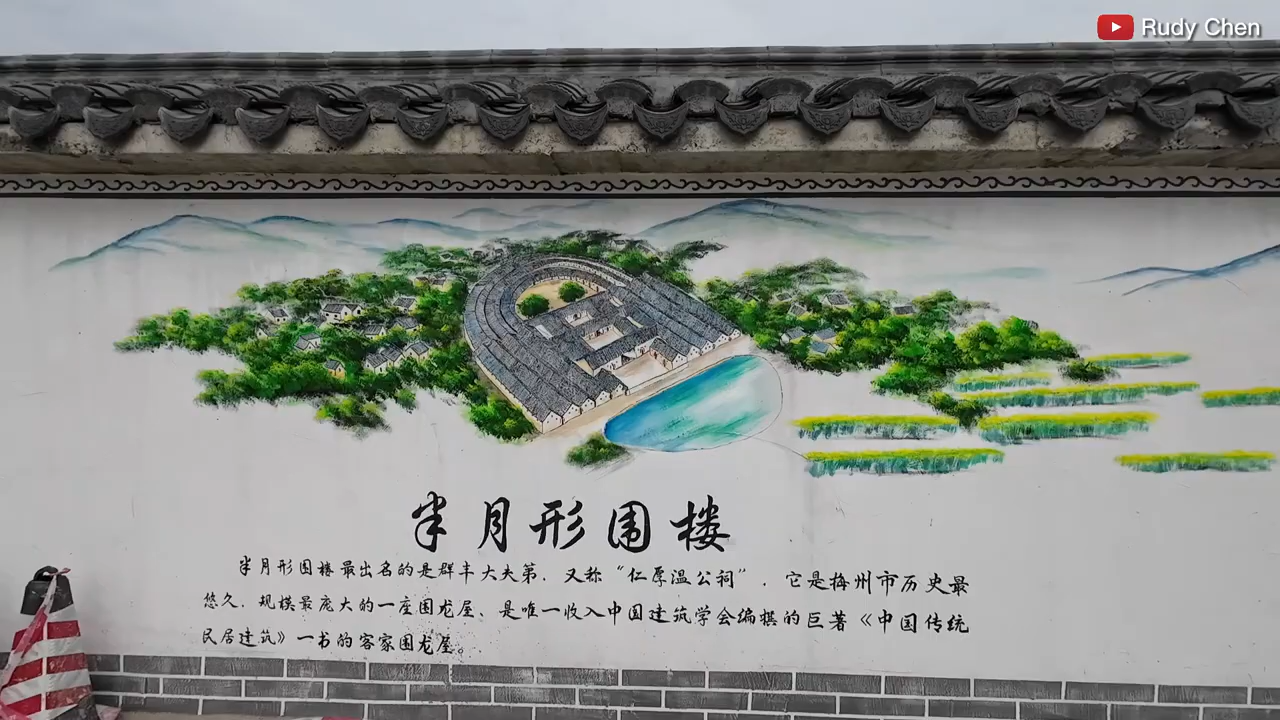 Rudy Chen
半月形围楼
半月形围楼最出名的是群丰大夫第，又称“仁厚温公祠”，它是梅州市历史最
悠久、规模最庞大的一座围龙屋、是唯一收入中国建筑学会编撰的巨著《中国传统
民居建筑》一书的客家围龙屋。